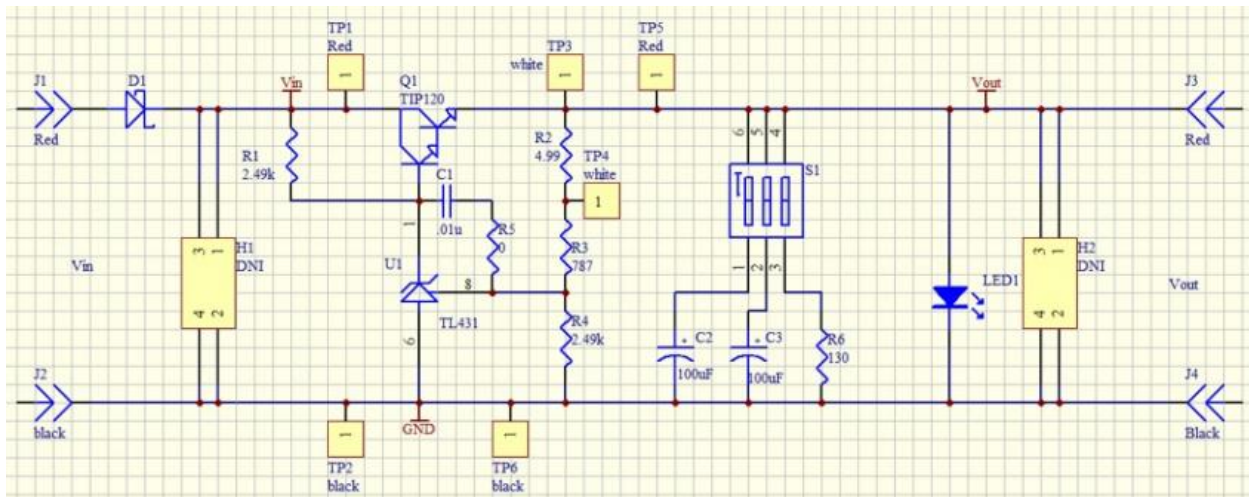 TP1
Red
1
TP3
white
1
TP5
Red
1
J1
Red
D1
Vin
Q1
TIP120
R1
2.49k
R2
4.99
TP4
white
1
C1
.01u
R5
0
R3
787
1
U1
8
TL431
6
R4
2.49k
H1
DNI
3
1
4
2
Vin
6
5
4
S1
1
2
3
C2
100uF
C3
100uF
R6
130
LED1
Vout
H2
DNI
3
1
4
2
Vout
J3
Red
J2
black
GND
1
TP2
black
1
TP6
black
J4
Black